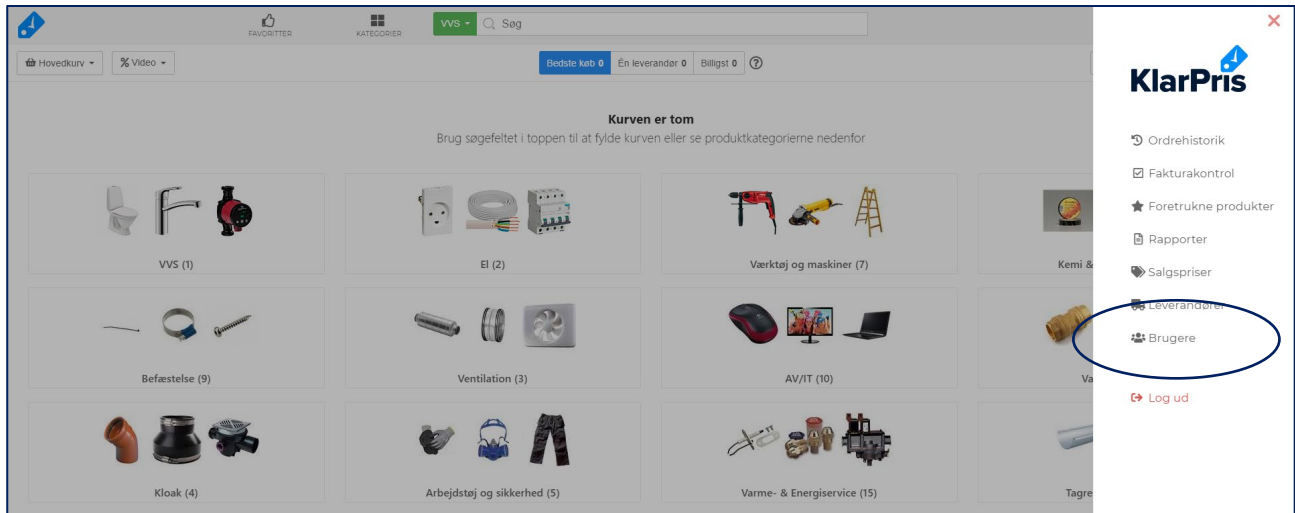 FAVORITTER
KATEGORIER
VVS
Søg
Hovedkurv
Video
Bedste køb 0
Én leverandør 0
Billigst 0
Kurven er tom
Brug søgefeltet i toppen til at fylde kurven eller se produktkategorierne nedenfor
VVS (1)
El (2)
Værktøj og maskiner (7)
Kemi &
Befæstelse (9)
Ventilation (3)
AV/IT (10)
Va
Kloak (4)
Arbejdstøj og sikkerhed (5)
Varme- & Energiservice (15)
Tagre
KlarPris
Ordrehistorik
Fakturakontrol
Foretrukne produkter
Rapporter
Salgspriser
Leverandører
Brugere
Log ud